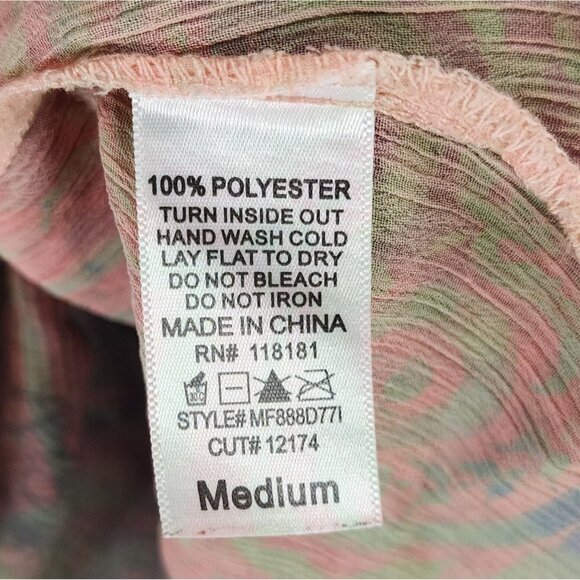 100% POLYESTER
TURN INSIDE OUT
HAND WASH COLD
LAY FLAT TO DRY
DO NOT BLEACH
DO NOT IRON
MADE IN CHINA
RN# 118181
STYLE# MF888D77I
CUT# 12174
Medium